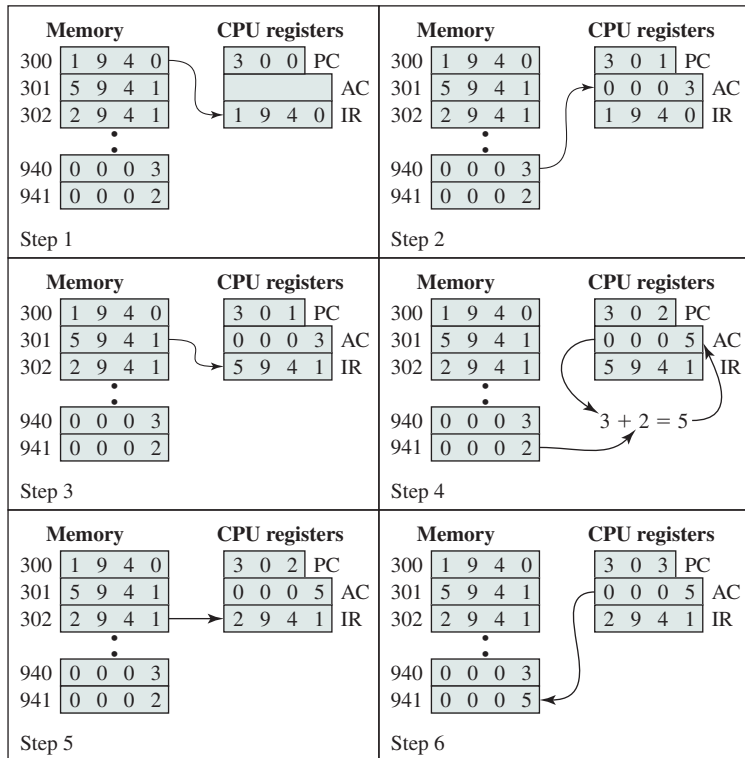 Memory CPU registers
300 1 9 4 0 3 0 0 PC
301 5 9 4 1 AC
302 2 9 4 1 1 9 4 0 IR
940 0 0 0 3
941 0 0 0 2
Step 1
Memory CPU registers
300 1 9 4 0 3 0 1 PC
301 5 9 4 1 0 0 0 3 AC
302 2 9 4 1 1 9 4 0 IR
940 0 0 0 3
941 0 0 0 2
Step 2
Memory CPU registers
300 1 9 4 0 3 0 1 PC
301 5 9 4 1 0 0 0 3 AC
302 2 9 4 1 5 9 4 1 IR
940 0 0 0 3
941 0 0 0 2
Step 3
Memory CPU registers
300 1 9 4 0 3 0 2 PC
301 5 9 4 1 0 0 0 5 AC
302 2 9 4 1 5 9 4 1 IR
940 0 0 0 3 3 + 2 = 5
941 0 0 0 2
Step 4
Memory CPU registers
300 1 9 4 0 3 0 2 PC
301 5 9 4 1 0 0 0 5 AC
302 2 9 4 1 2 9 4 1 IR
940 0 0 0 3
941 0 0 0 2
Step 5
Memory CPU registers
300 1 9 4 0 3 0 3 PC
301 5 9 4 1 0 0 0 5 AC
302 2 9 4 1 2 9 4 1 IR
940 0 0 0 3
941 0 0 0 5
Step 6